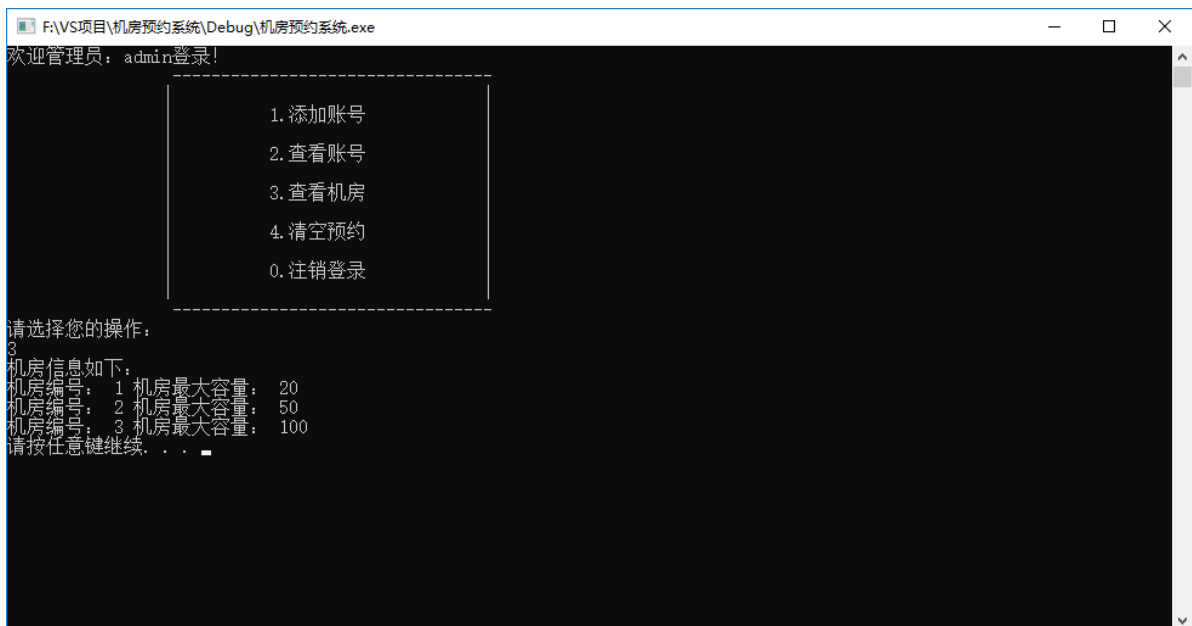 F:\VS项目\机房预约系统\Debug\机房预约系统.exe
欢迎管理员：admin登录！
---------------------------------
1.添加账号
2.查看账号
3.查看机房
4.清空预约
0.注销登录
---------------------------------
请选择您的操作：
3
机房信息如下：
机房编号： 1 机房最大容量： 20
机房编号： 2 机房最大容量： 50
机房编号： 3 机房最大容量： 100
请按任意键继续. . .